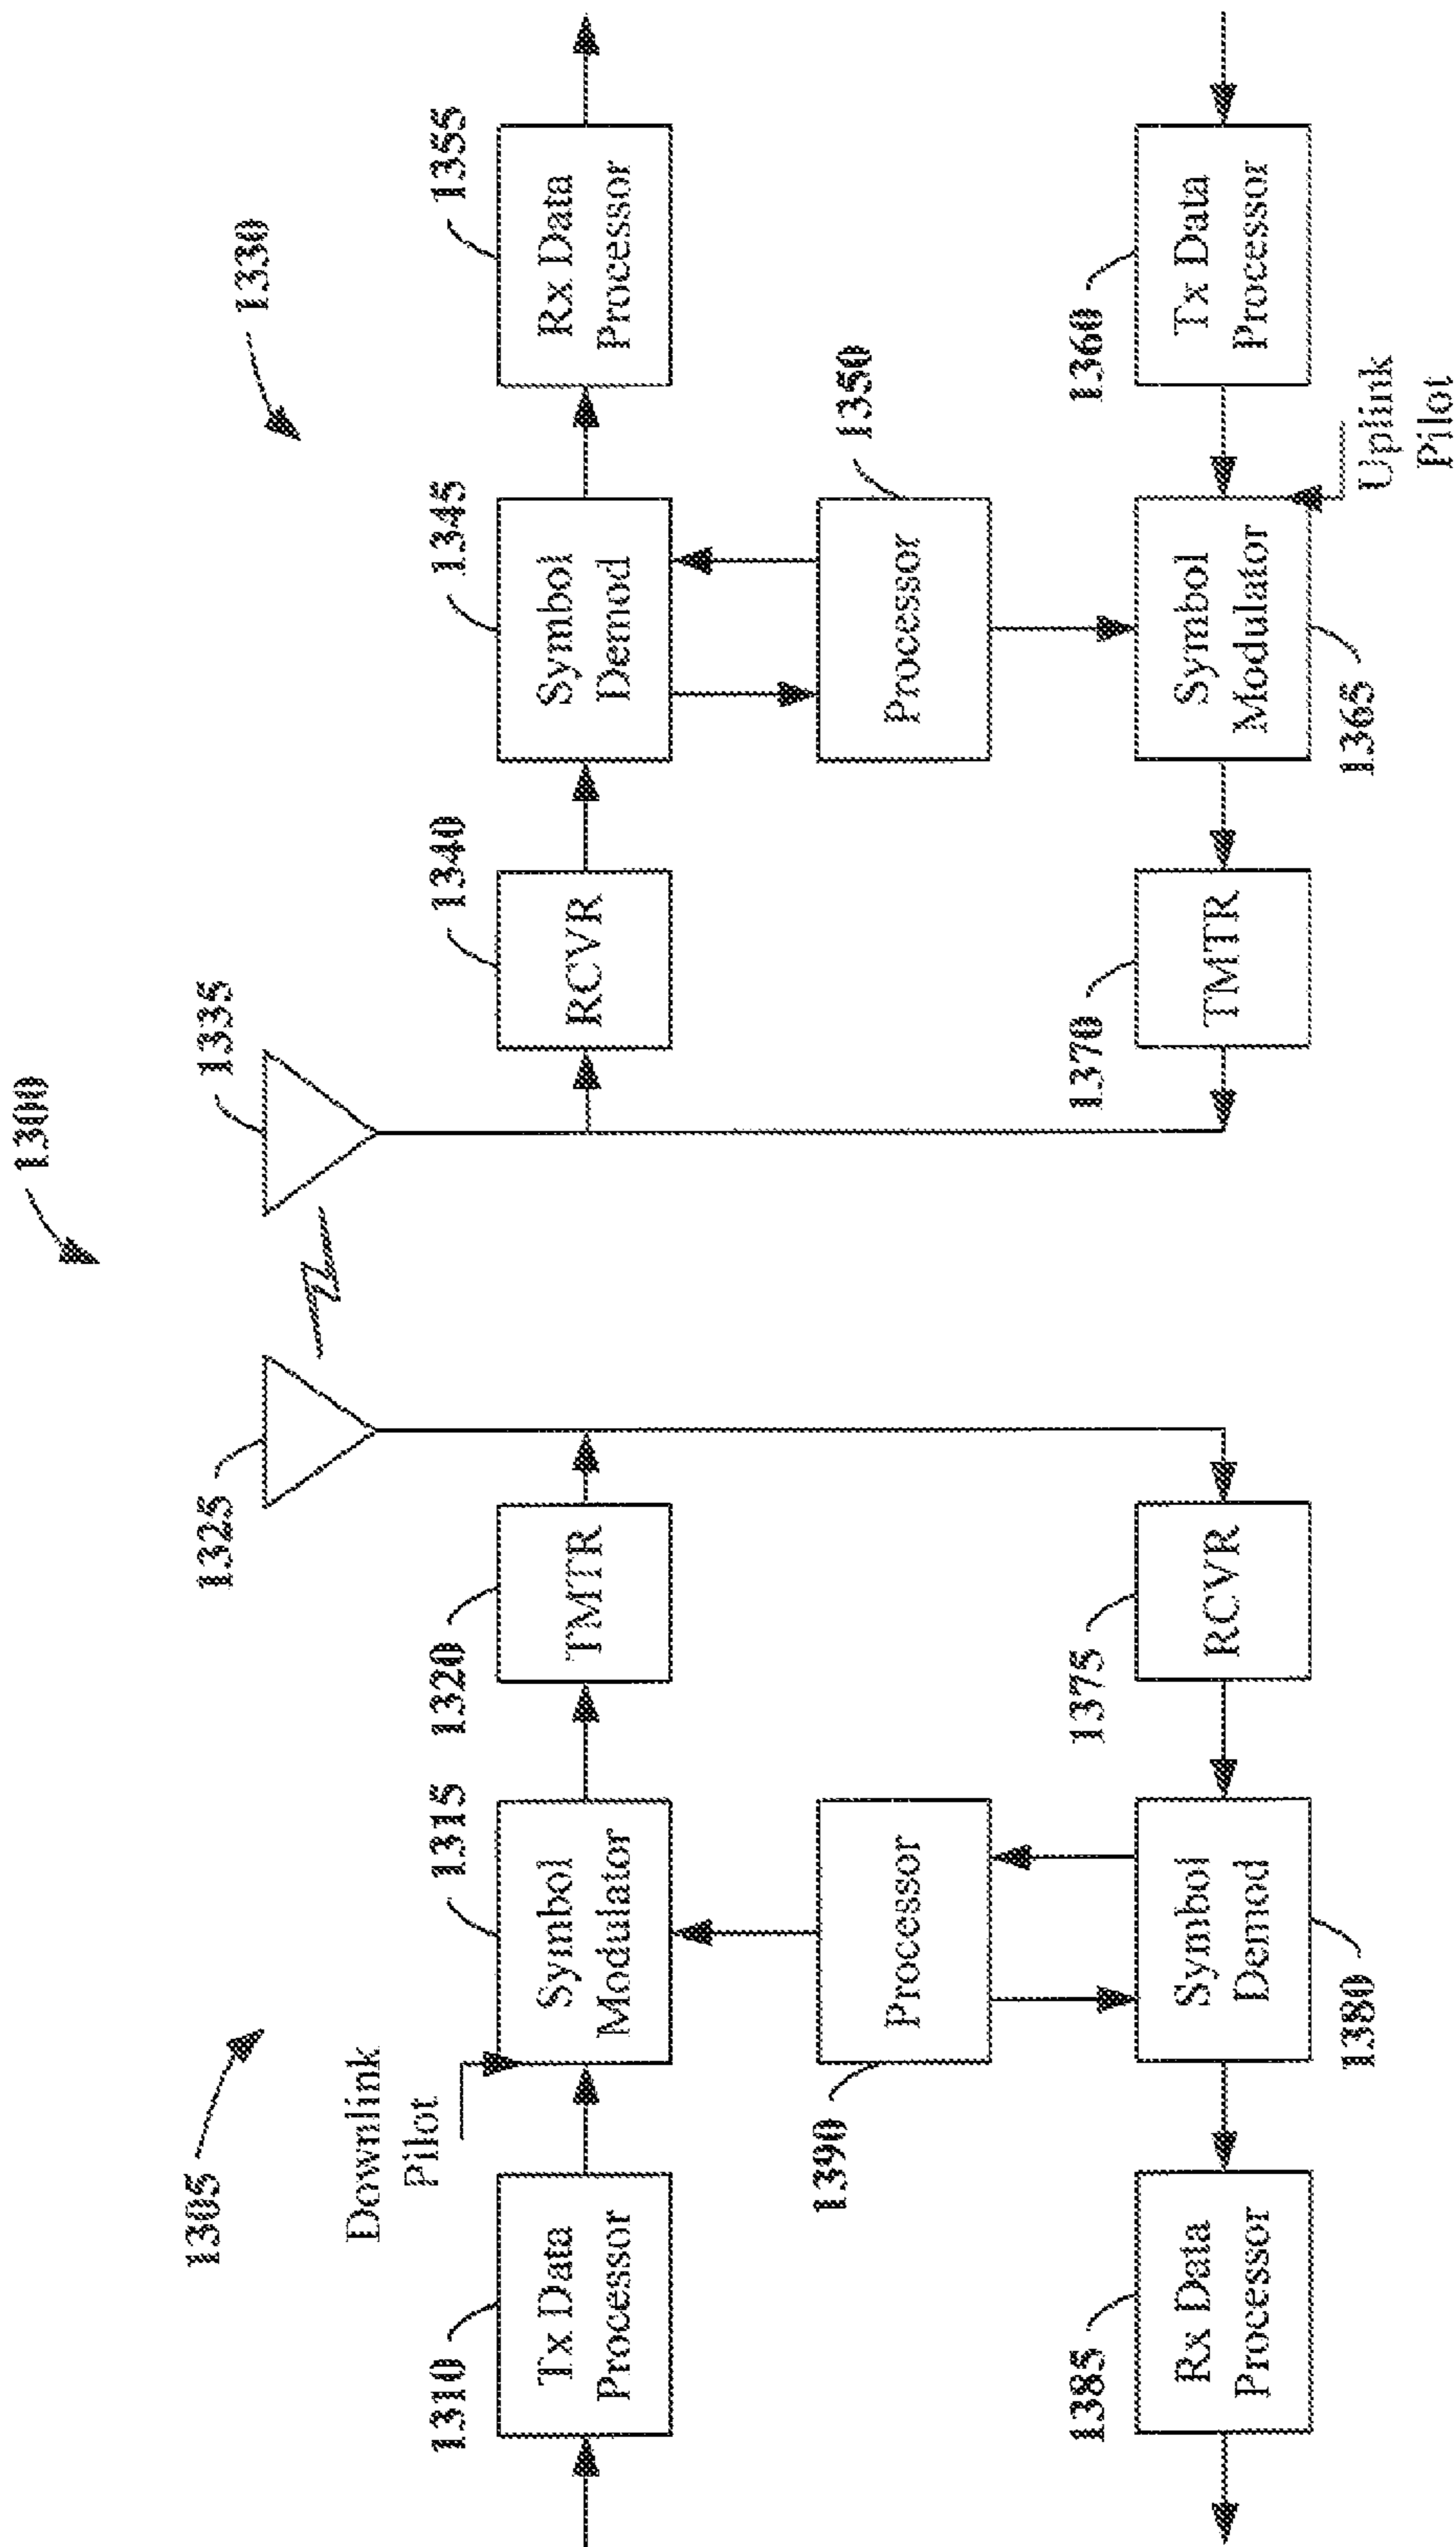 1300
1305
1330
1325
1335
Downlink
Pilot
1310
Tx Data
Processor
1315
Symbol
Modulator
1320
TMTR
1340
RCVR
1345
Symbol
Demod
1355
Rx Data
Processor
1390
Processor
1350
Processor
1385
Rx Data
Processor
1380
Symbol
Demod
1375
RCVR
1370
TMTR
1365
Symbol
Modulator
1360
Tx Data
Processor
Uplink
Pilot